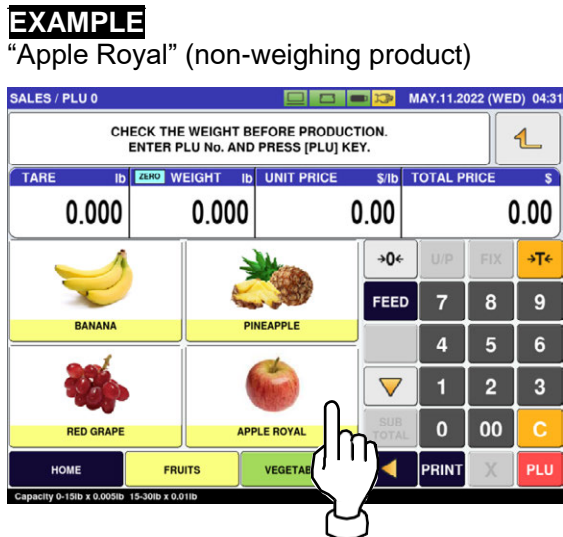 EXAMPLE
“Apple Royal” (non-weighing product)
SALES / PLU 0 MAY.11.2022 (WED) 04:31
CHECK THE WEIGHT BEFORE PRODUCTION.
ENTER PLU No. AND PRESS [PLU] KEY.
TARE lb ZERO WEIGHT lb UNIT PRICE $/lb TOTAL PRICE $
0.000 0.000 0.00 0.00
→0← U/P FIX →T←
FEED 7 8 9
BANANA PINEAPPLE
4 5 6
1 2 3
SUB TOTAL 0 00 C
RED GRAPE APPLE ROYAL
HOME FRUITS PRINT X PLU
Capacity 0-15lb x 0.005lb 15-30lb x 0.01lb